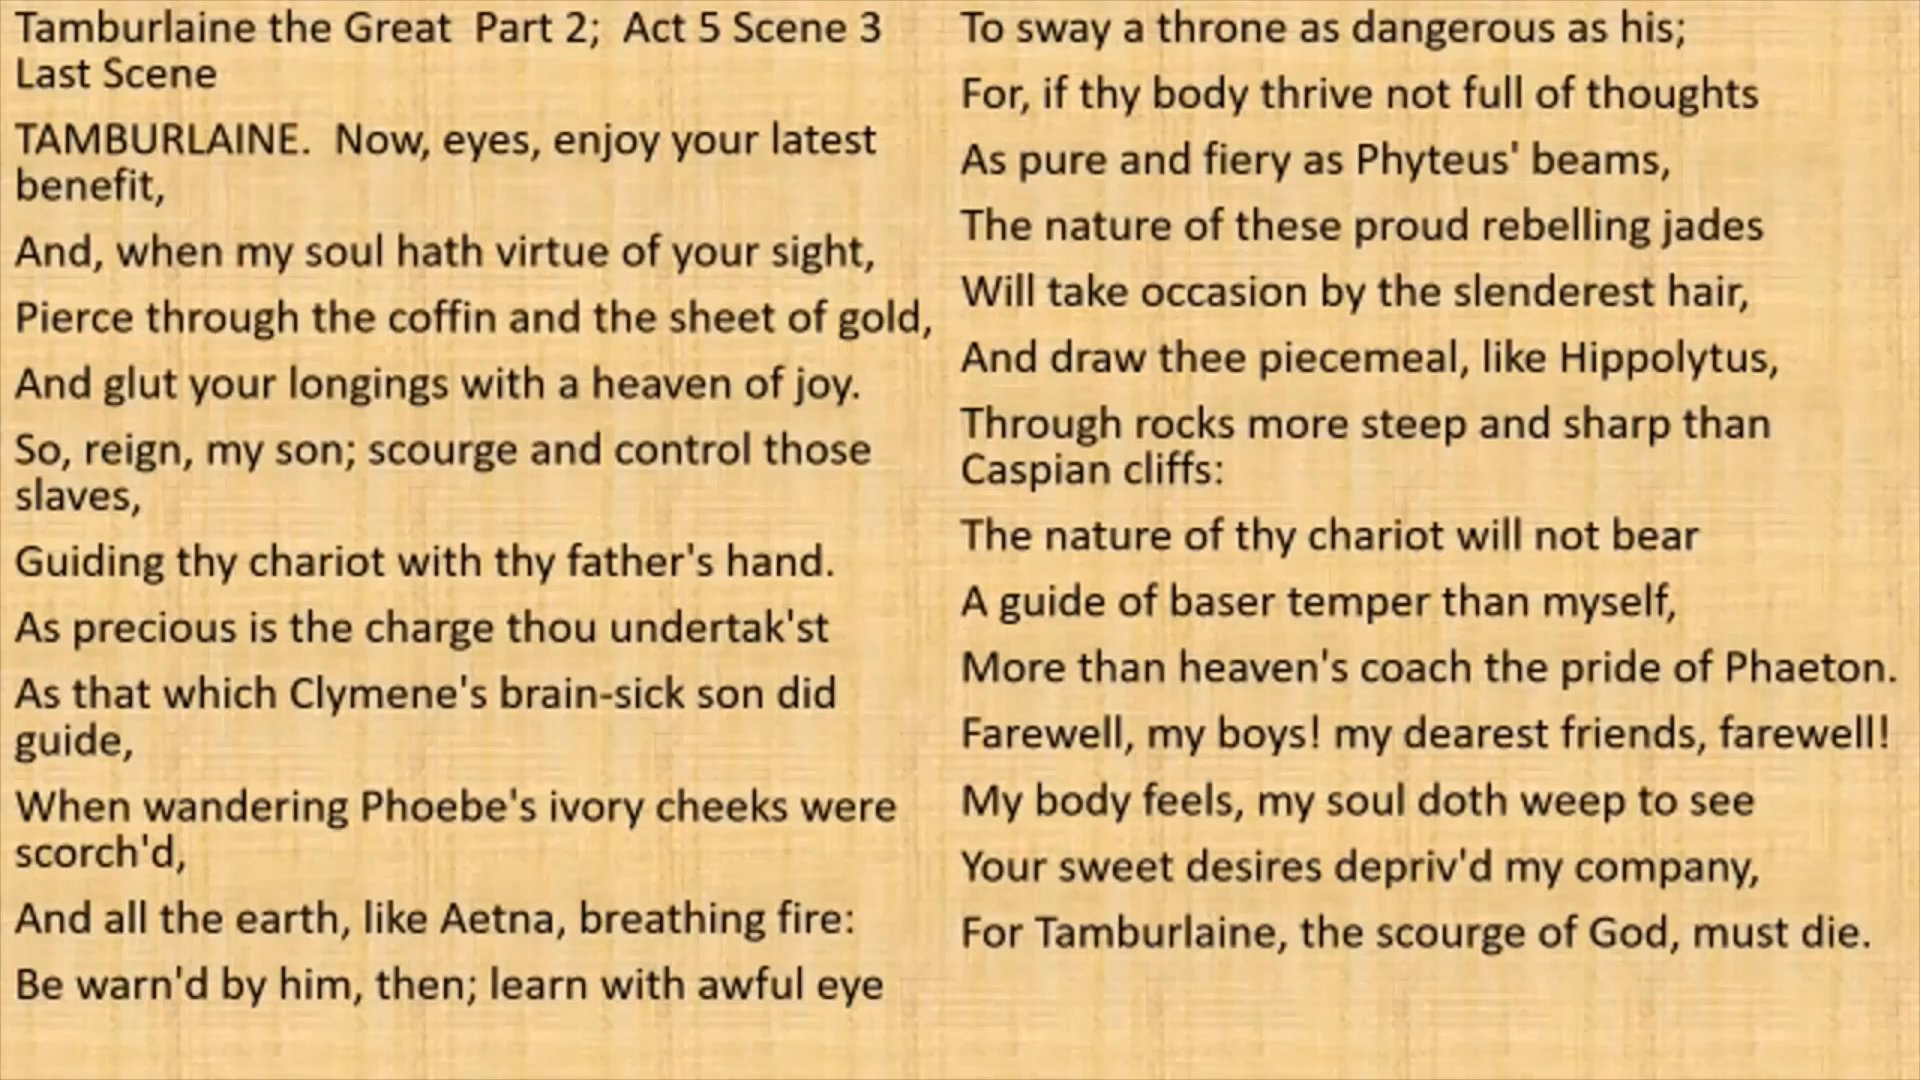 Tamburlaine the Great  Part 2;  Act 5 Scene 3
Last Scene
TAMBURLAINE.  Now, eyes, enjoy your latest
benefit,
And, when my soul hath virtue of your sight,
Pierce through the coffin and the sheet of gold,
And glut your longings with a heaven of joy.
So, reign, my son; scourge and control those
slaves,
Guiding thy chariot with thy father's hand.
As precious is the charge thou undertak'st
As that which Clymene's brain-sick son did
guide,
When wandering Phoebe's ivory cheeks were
scorch'd,
And all the earth, like Aetna, breathing fire:
Be warn'd by him, then; learn with awful eye
To sway a throne as dangerous as his;
For, if thy body thrive not full of thoughts
As pure and fiery as Phyteus' beams,
The nature of these proud rebelling jades
Will take occasion by the slenderest hair,
And draw thee piecemeal, like Hippolytus,
Through rocks more steep and sharp than
Caspian cliffs:
The nature of thy chariot will not bear
A guide of baser temper than myself,
More than heaven's coach the pride of Phaeton.
Farewell, my boys! my dearest friends, farewell!
My body feels, my soul doth weep to see
Your sweet desires depriv'd my company,
For Tamburlaine, the scourge of God, must die.